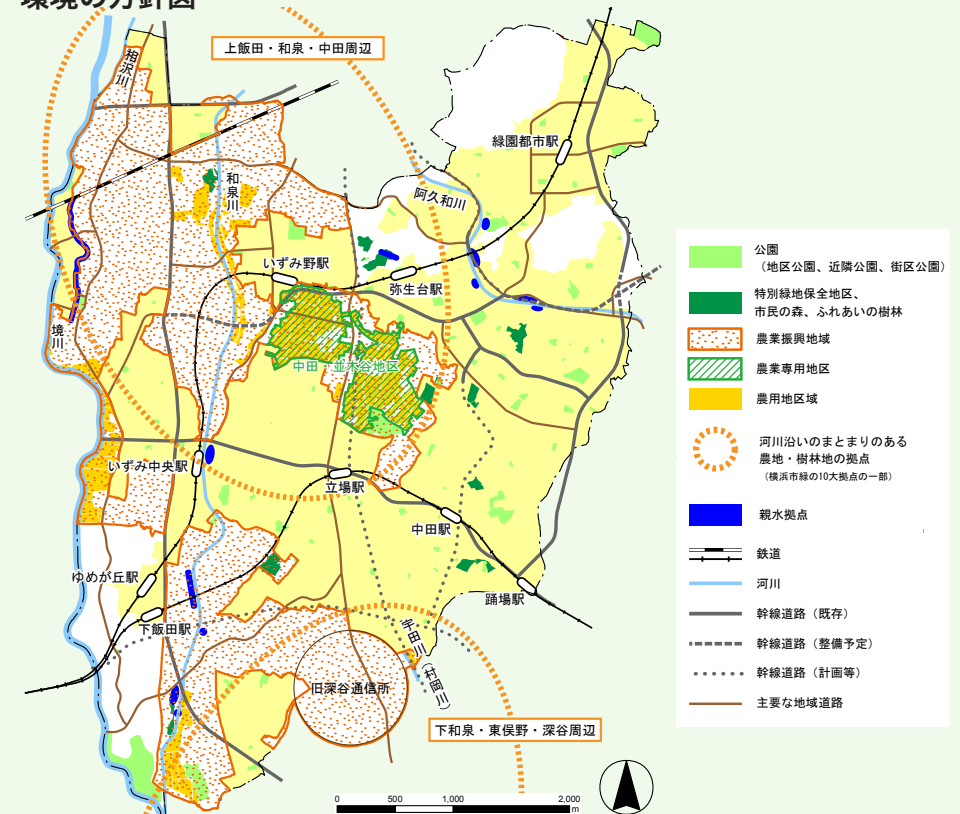 環境の方針図
上飯田・和泉・中田周辺
相沢川
緑園都市駅
和泉川
阿久和川
いずみ野駅
弥生台駅
境川
中田・並木谷地区
いずみ中央駅
立場駅
中田駅
ゆめが丘駅
踊場駅
下飯田駅
宇田川(村岡川)
旧深谷通信所
下和泉・東俣野・深谷周辺
公園
(地区公園、近隣公園、街区公園)
特別緑地保全地区、
市民の森、ふれあいの樹林
農業振興地域
農業専用地区
農用地区域
河川沿いのまとまりのある
農地・樹林地の拠点
(横浜市緑の10大拠点の一部)
親水拠点
鉄道
河川
幹線道路(既存)
幹線道路(整備予定)
幹線道路(計画等)
主要な地域道路
0 500 1,000 2,000
m